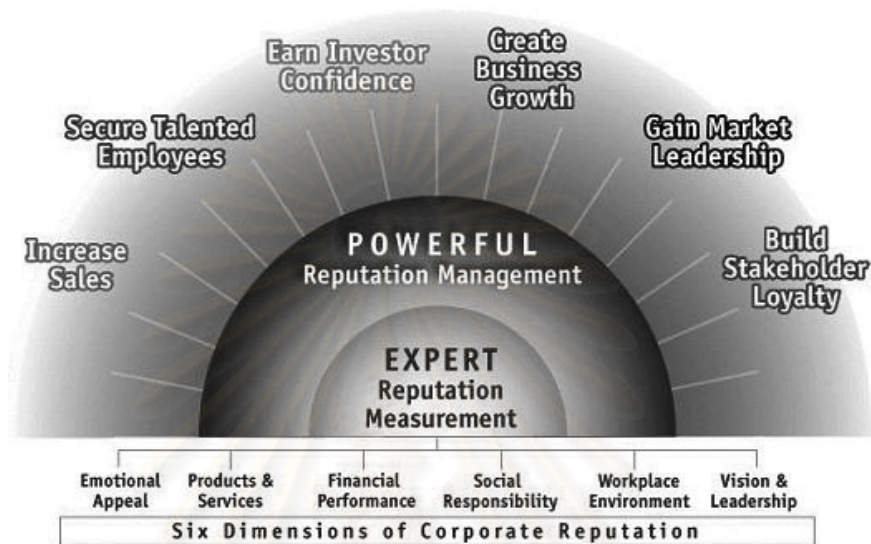 Earn Investor
Confidence
Create
Business
Growth
Secure Talented
Employees
Gain Market
Leadership
Increase
Sales
Build
Stakeholder
Loyalty
POWERFUL
Reputation Management
EXPERT
Reputation
Measurement
Emotional
Appeal
Products &
Services
Financial
Performance
Social
Responsibility
Workplace
Environment
Vision &
Leadership
Six Dimensions of Corporate Reputation